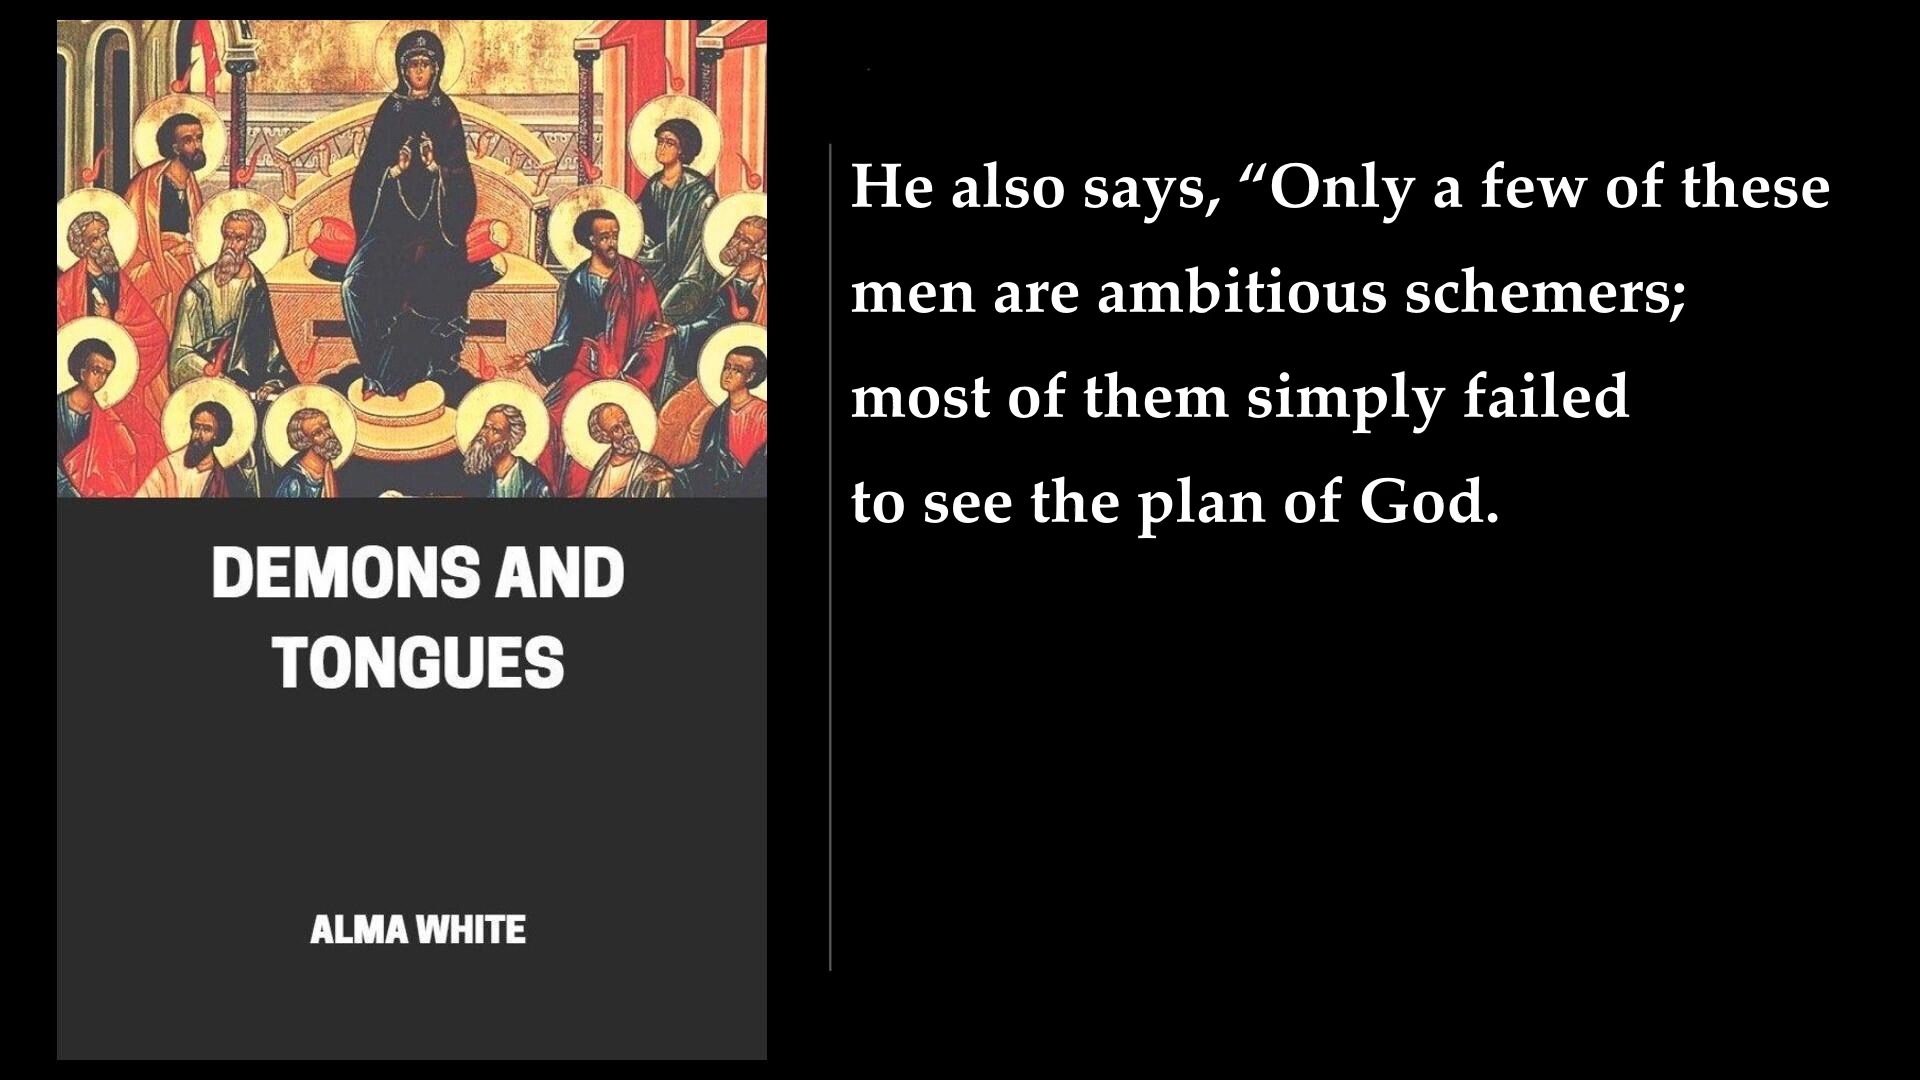 DEMONS AND
TONGUES
ALMA WHITE
He also says, “Only a few of these
men are ambitious schemers;
most of them simply failed
to see the plan of God.